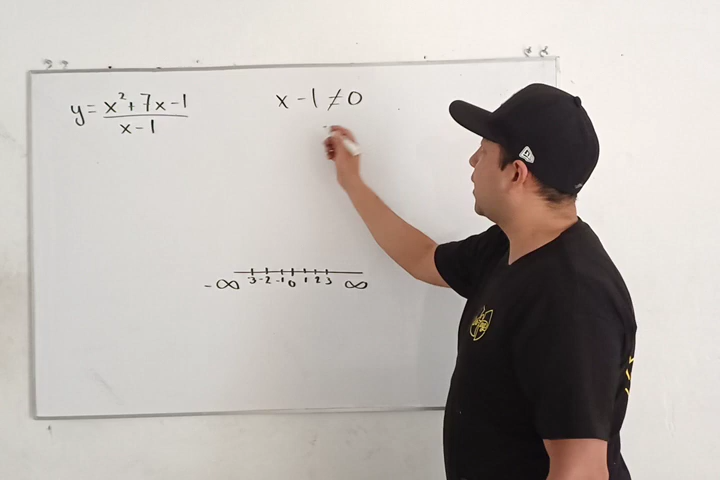 y = x² + 7x - 1
x - 1
x - 1 ≠ 0
-∞ 3 -2 -1 0 1 2 3 ∞